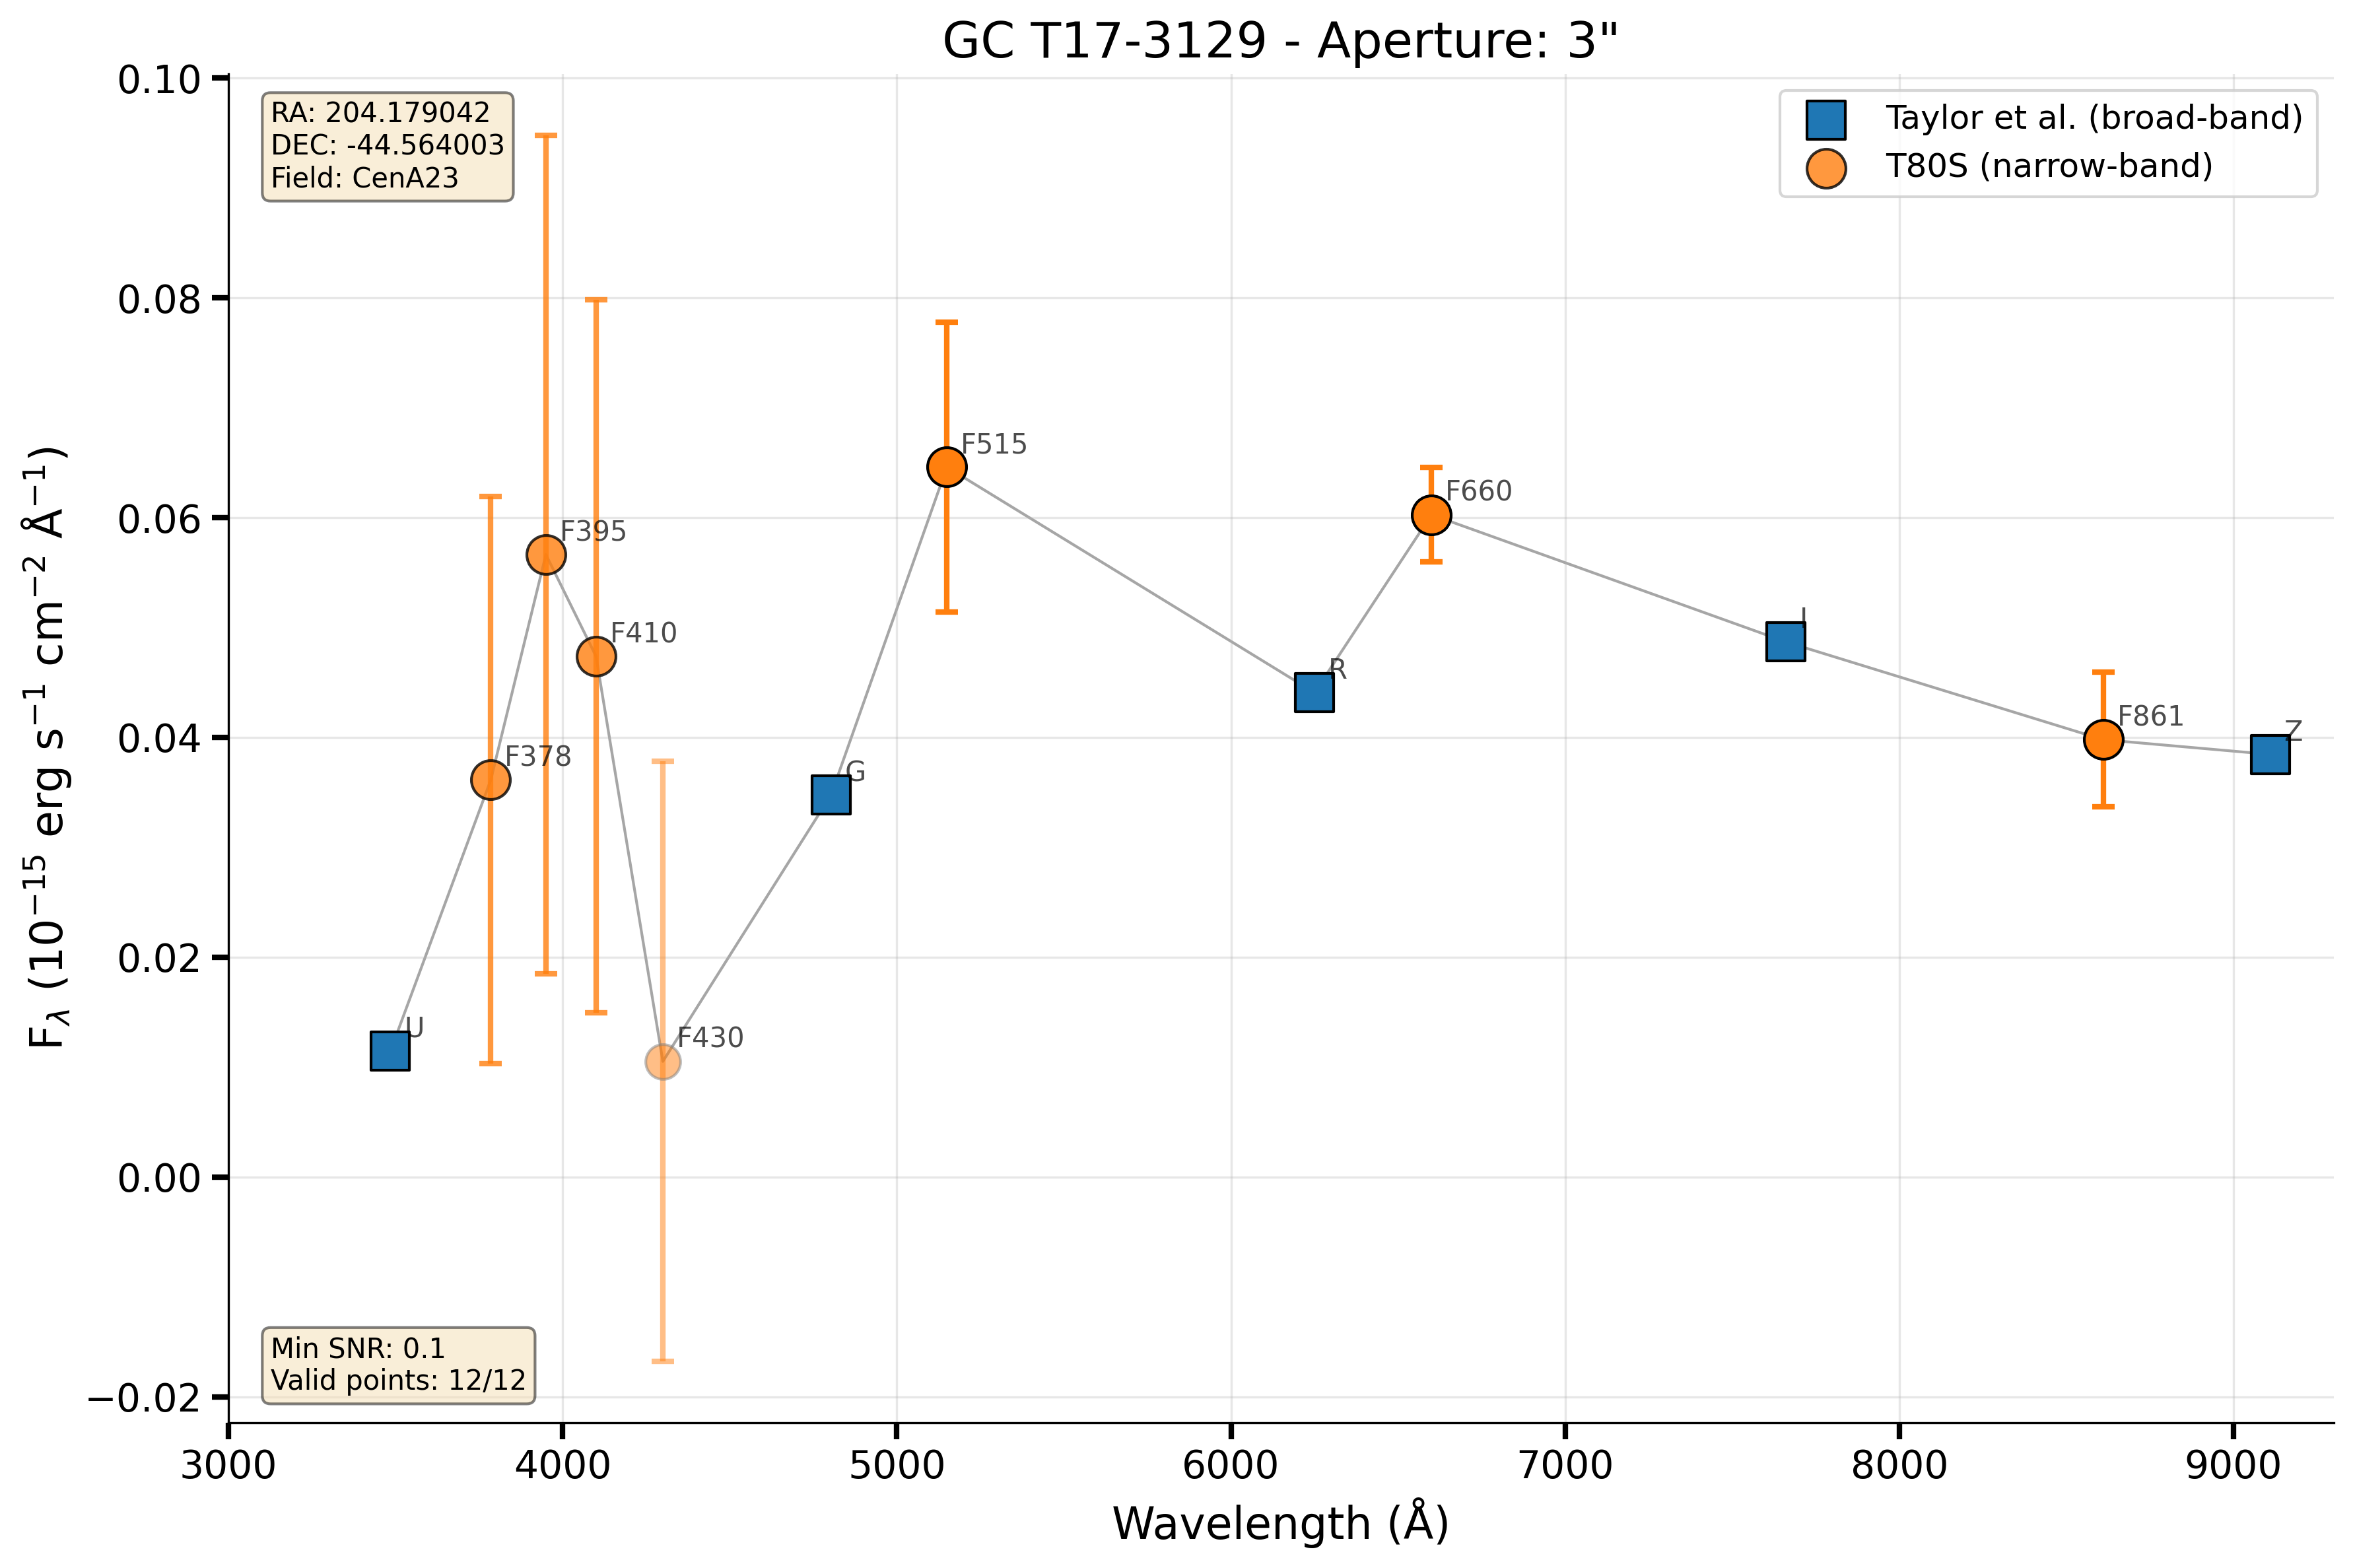 GC T17-3129 - Aperture: 3"
RA: 204.179042
DEC: -44.564003
Field: CenA23
Taylor et al. (broad-band)
T80S (narrow-band)
F$_λ$ (10$^{−15}$ erg s$^{−1}$ cm$^{−2}$ Å$^{−1}$)
0.10
0.08
0.06
0.04
0.02
0.00
−0.02
U
F378
F395
F410
F430
G
F515
R
F660
I
F861
Z
Min SNR: 0.1
Valid points: 12/12
3000 4000 5000 6000 7000 8000 9000
Wavelength (Å)